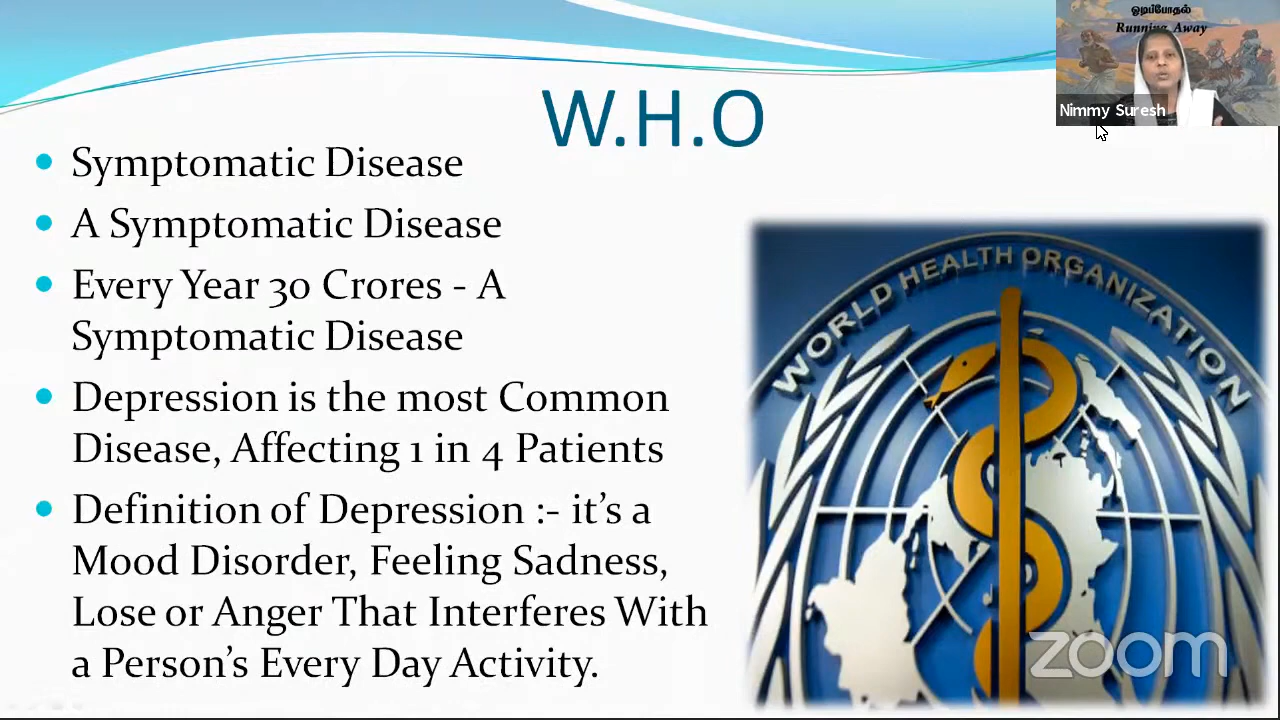 ஓடிப்போதல்
Running Away
Nimmy Suresh
W.H.O
Symptomatic Disease
A Symptomatic Disease
Every Year 30 Crores - A
Symptomatic Disease
Depression is the most Common
Disease, Affecting 1 in 4 Patients
Definition of Depression :- it's a
Mood Disorder, Feeling Sadness,
Lose or Anger That Interferes With
a Person's Every Day Activity.
WORLD HEALTH ORGANIZATION
zoom